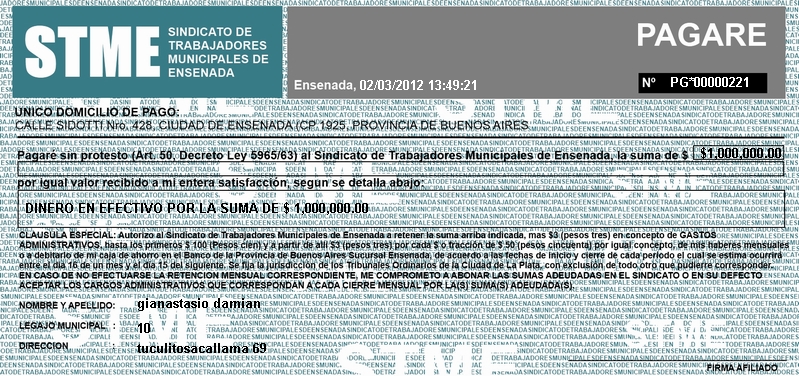 STME
SINDICATO DE
TRABAJADORES
MUNICIPALES DE
ENSENADA
PAGARE
Ensenada, 02/03/2012 13:49:21
Nº PG*00000221
UNICO DOMICILIO DE PAGO:
CALLE SIDOTTI Nro. 428, CIUDAD DE ENSENADA (CP 1925, PROVINCIA DE BUENOS AIRES
Pagare sin protesto (Art. 50, Decreto Ley 5965/63) al Sindicato de Trabajadores Municipales de Ensenada, la suma de $ $1.000.000.00
por igual valor recibido a mi entera satisfacción, segun se detalla abajo:
DINERO EN EFECTIVO POR LA SUMA DE $ 1.000.000.00
CLAUSULA ESPECIAL: Autorizo al Sindicato de Trabajadores Municipales de Ensenada a retener la suma arriba indicada, mas $3 (pesos tres) en concepto de GASTOS
ADMINISTRATIVOS, hasta los primeros $ 100 (Pesos cien) y a partir de alli $3 (pesos tres) por cada $ o fracción de $ 50 (pesos cincuenta) por igual concepto, de mis haberes mensuales
o a debitarlo de mi caja de ahorro en el Banco de la Provincia de Buenos Aires Sucursal Ensenada, de acuerdo a las fechas de inicio y cierre de cada periodo el cual se estima ocurrirá
entre el dia 16 de un mes y el dia 15 del siguiente. Se fija la jurisdiccion de los Tribunales Ordinarios de la Ciudad de La Plata, con exclusion de todo otro que pudiere corresponder.
EN CASO DE NO EFECTUARSE LA RETENCION MENSUAL CORRESPONDIENTE, ME COMPROMETO A ABONAR LAS SUMAS ADEUDADAS EN EL SINDICATO O EN SU DEFECTO
ACEPTAR LOS CARGOS ADMINISTRATIVOS QUE CORRESPONDAN A CADA CIERRE MENSUAL POR LA(S) SUMA(S) ADEUDADA(S).
NOMBRE Y APELLIDO: gianastasio damian
LEGAJO MUNICIPAL : 10
DIRECCION : tuculitosacallama 69
FIRMA AFILIADO